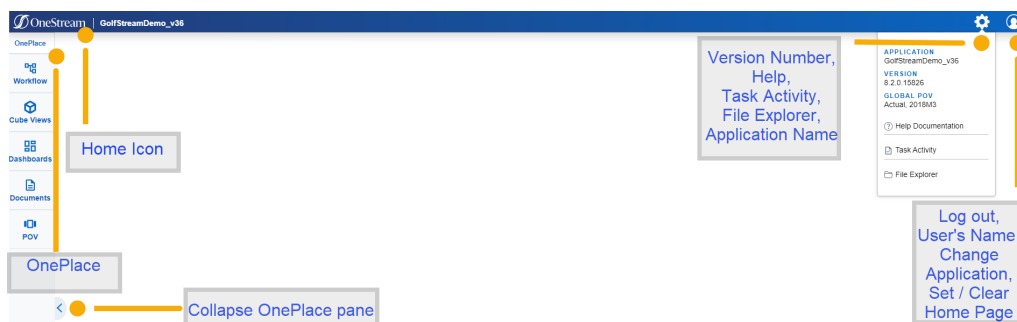 OneStream | GolfStreamDemo_v36
OnePlace
Workflow
Cube Views
Dashboards
Documents
POV
Home Icon
OnePlace
Collapse OnePlace pane
Version Number,
Help,
Task Activity,
File Explorer,
Application Name
APPLICATION
GolfStreamDemo_v36
VERSION
8.2.0.15826
GLOBAL POV
Actual, 2018M3
Help Documentation
Task Activity
File Explorer
Log out,
User's Name
Change
Application,
Set / Clear
Home Page